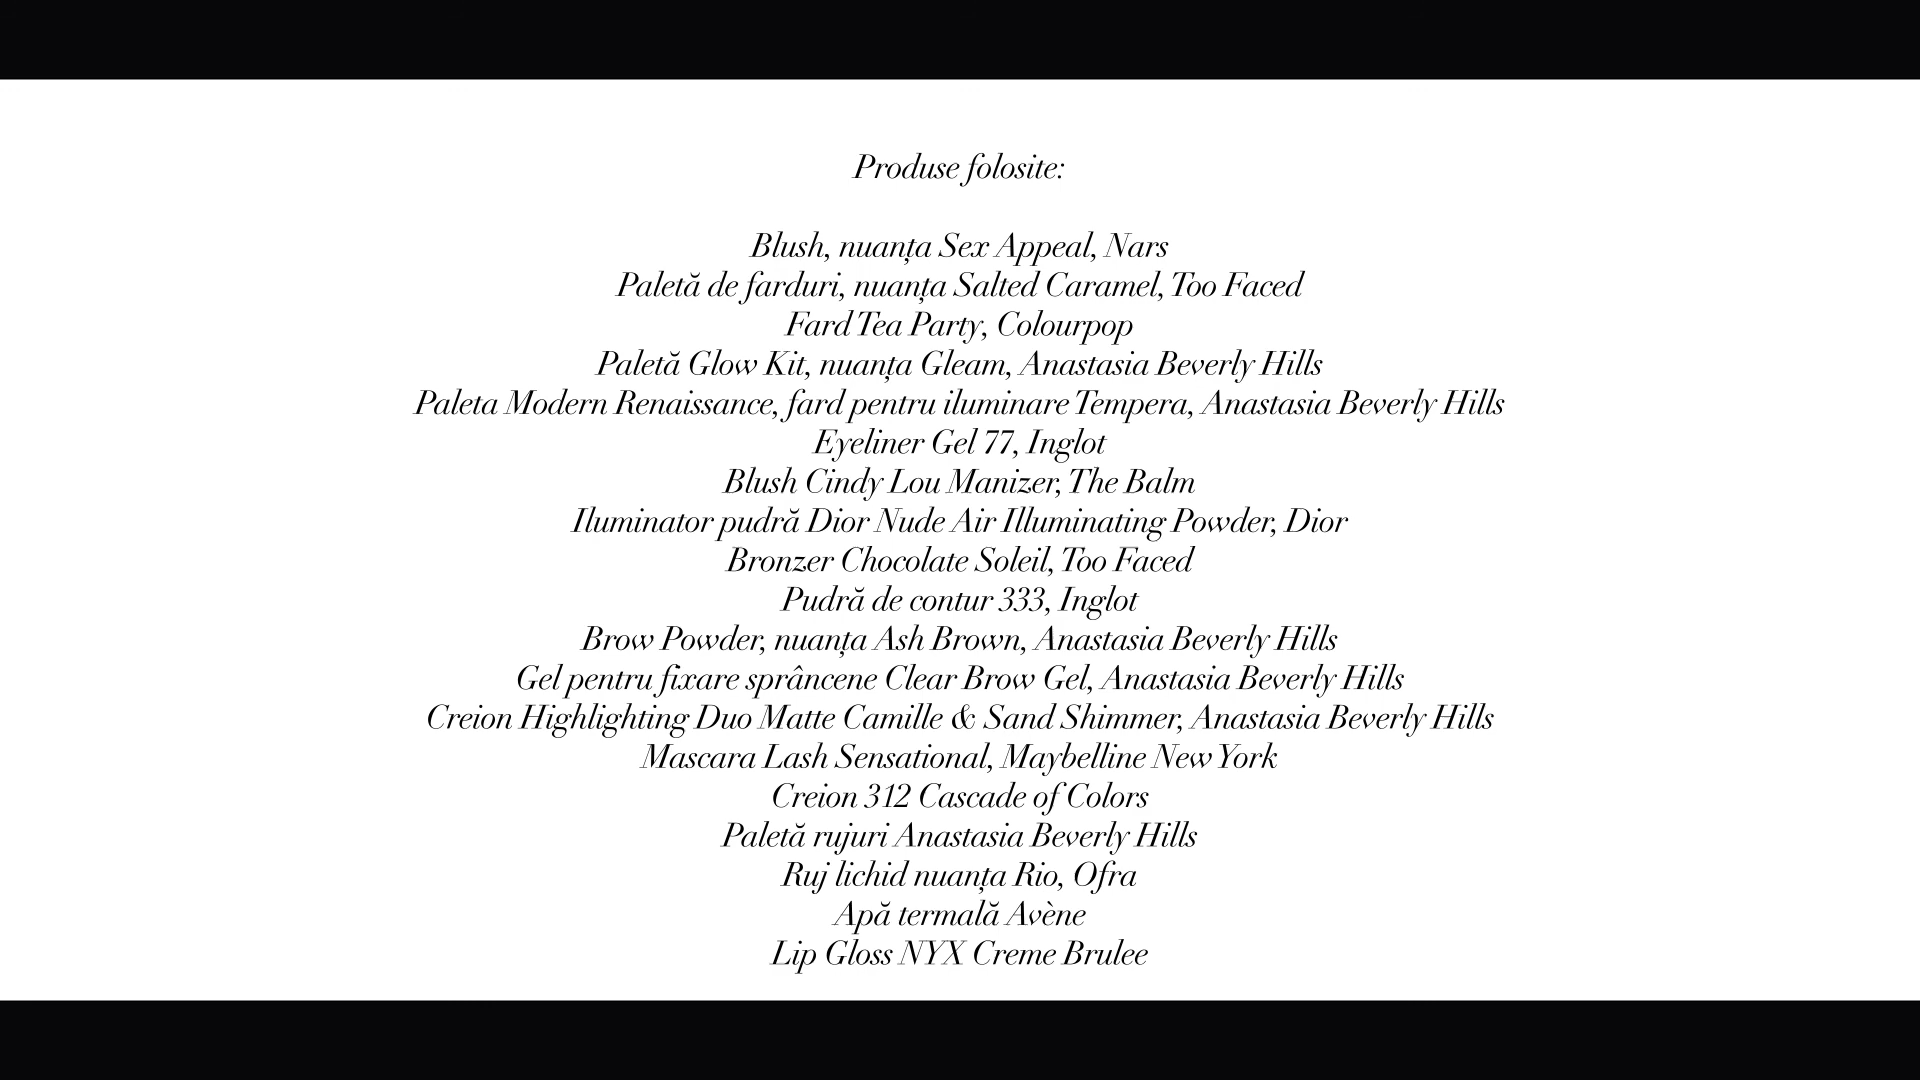 Produse folosite:
Blush, nuanța Sex Appeal, Nars
Paletă de farduri, nuanța Salted Caramel, Too Faced
Fard Tea Party, Colourpop
Paletă Glow Kit, nuanța Gleam, Anastasia Beverly Hills
Paleta Modern Renaissance, fard pentru iluminare Tempera, Anastasia Beverly Hills
Eyeliner Gel 77, Inglot
Blush Cindy Lou Manizer, The Balm
Iluminator pudră Dior Nude Air Illuminating Powder, Dior
Bronzer Chocolate Soleil, Too Faced
Pudră de contur 333, Inglot
Brow Powder, nuanța Ash Brown, Anastasia Beverly Hills
Gel pentru fixare sprâncene Clear Brow Gel, Anastasia Beverly Hills
Creion Highlighting Duo Matte Camille & Sand Shimmer, Anastasia Beverly Hills
Mascara Lash Sensational, Maybelline New York
Creion 312 Cascade of Colors
Paletă rujuri Anastasia Beverly Hills
Ruj lichid nuanța Rio, Ofra
Apă termală Avène
Lip Gloss NYX Creme Brulee